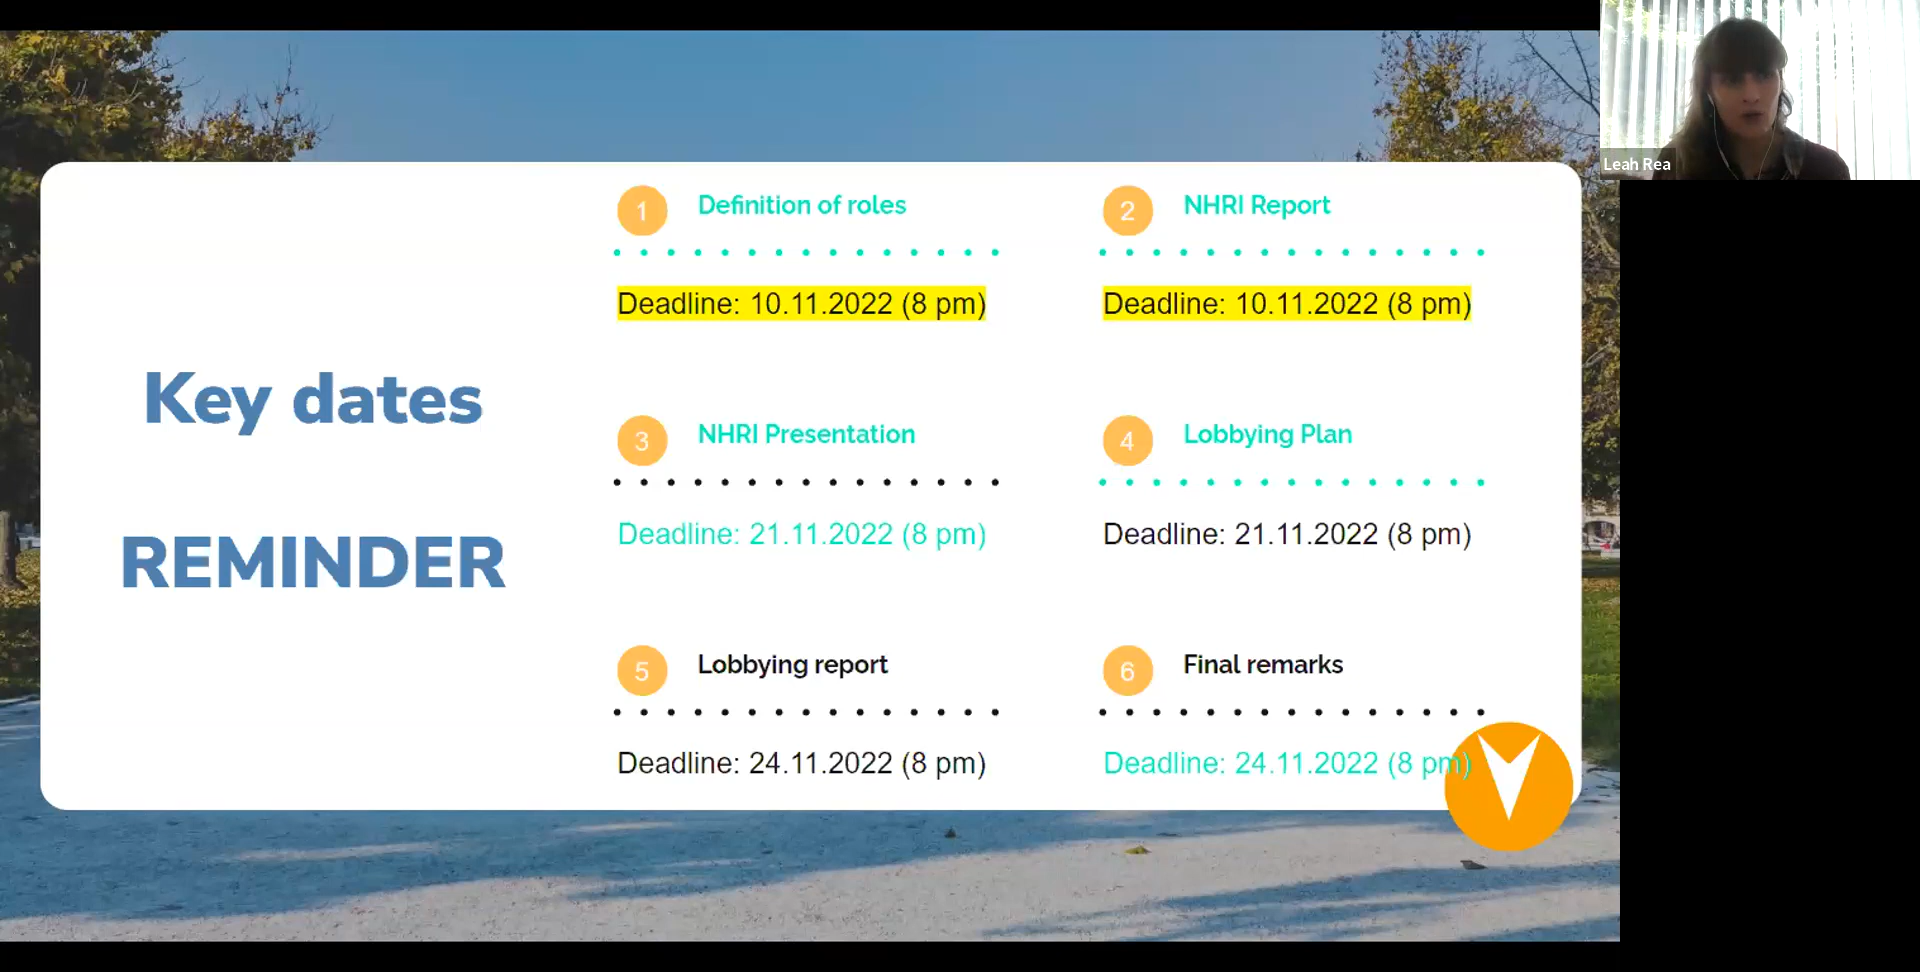 Leah Rea
Key dates
REMINDER
1
Definition of roles
Deadline: 10.11.2022 (8 pm)
2
NHRI Report
Deadline: 10.11.2022 (8 pm)
3
NHRI Presentation
Deadline: 21.11.2022 (8 pm)
4
Lobbying Plan
Deadline: 21.11.2022 (8 pm)
5
Lobbying report
Deadline: 24.11.2022 (8 pm)
6
Final remarks
Deadline: 24.11.2022 (8 pm)